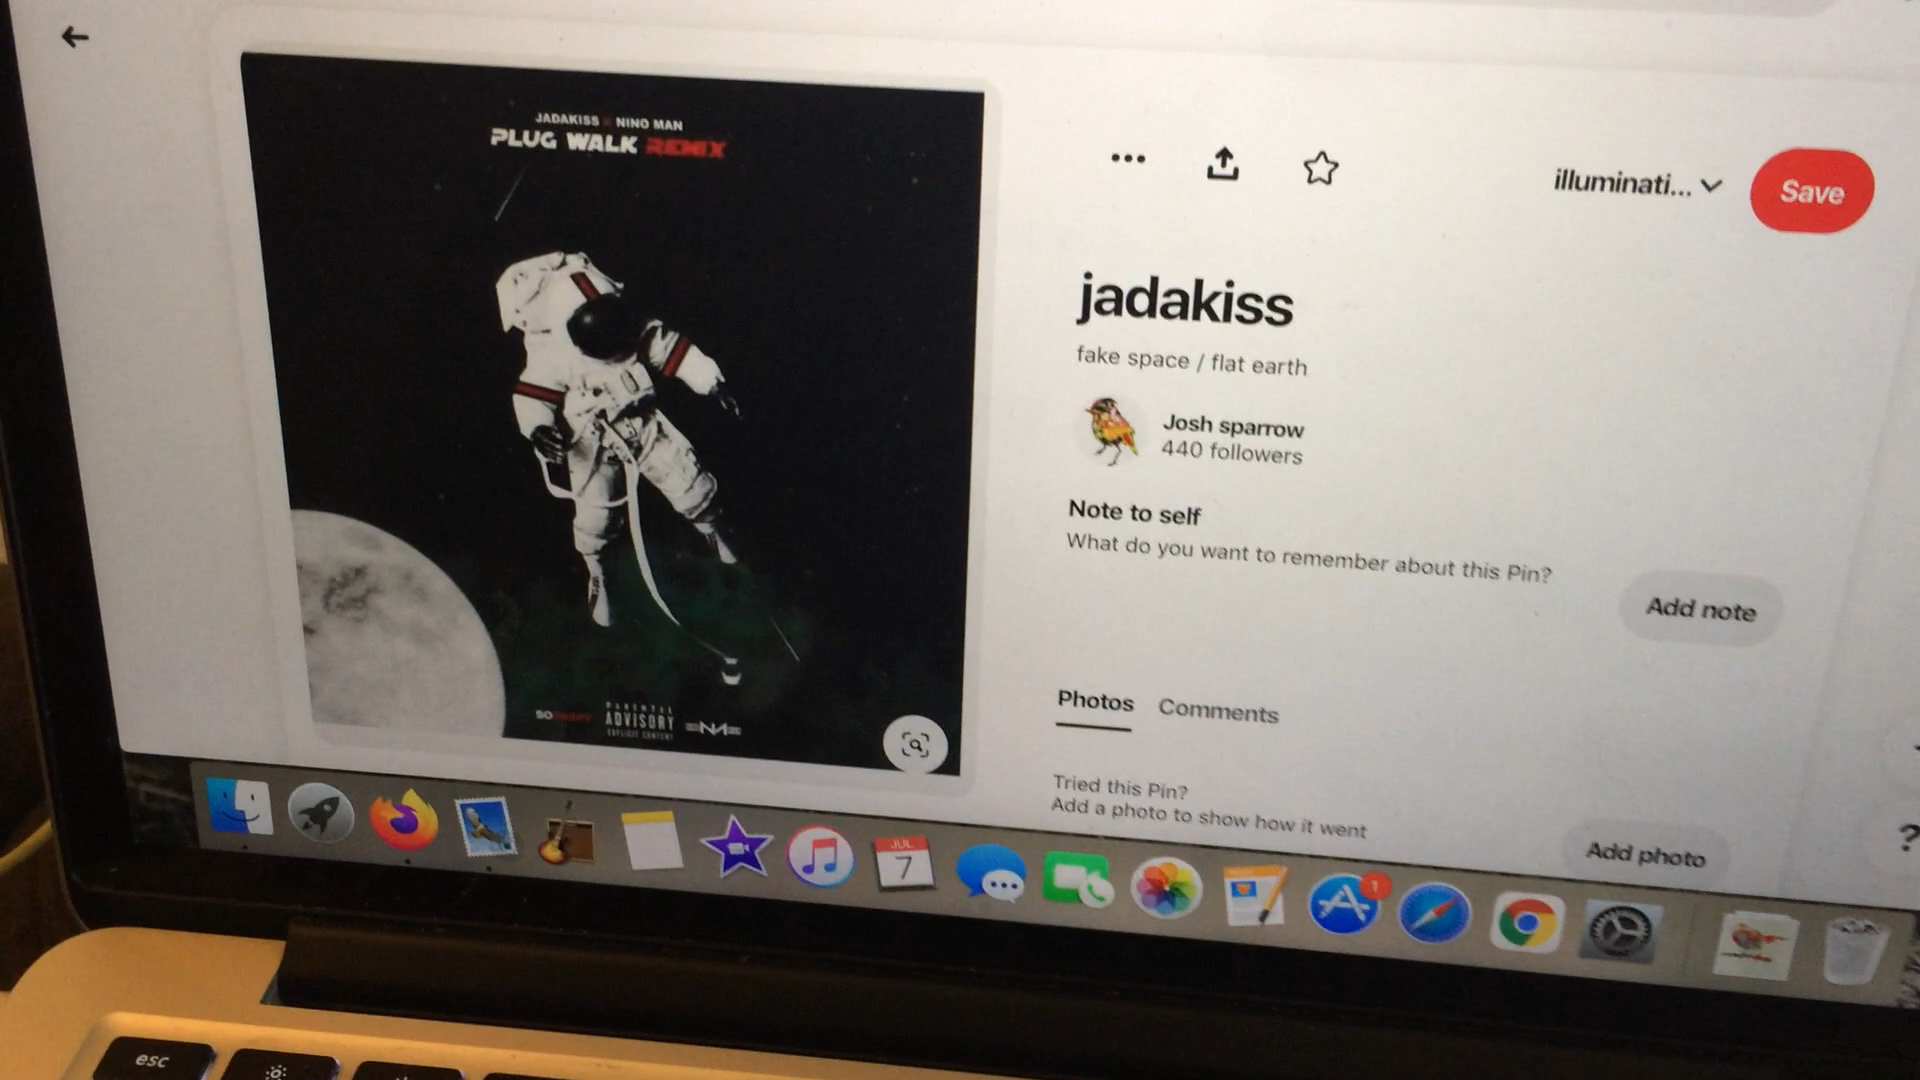 JADAKISS x NINO MAN
PLUG WALK REMIX
PARENTAL
ADVISORY
EXPLICIT CONTENT
illuminati...
Save
jadakiss
fake space / flat earth
Josh sparrow
440 followers
Note to self
What do you want to remember about this Pin?
Add note
Photos
Comments
Tried this Pin?
Add a photo to show how it went
Add photo
?
JUL
7
1
esc